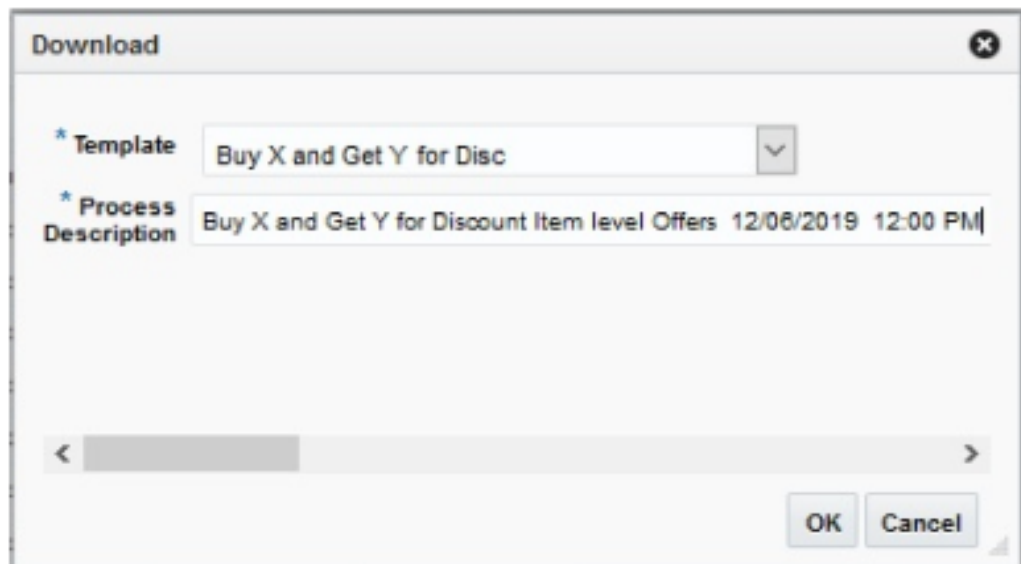 Download
* Template Buy X and Get Y for Disc
* Process
Description Buy X and Get Y for Discount Item level Offers 12/06/2019 12:00 PM
OK Cancel